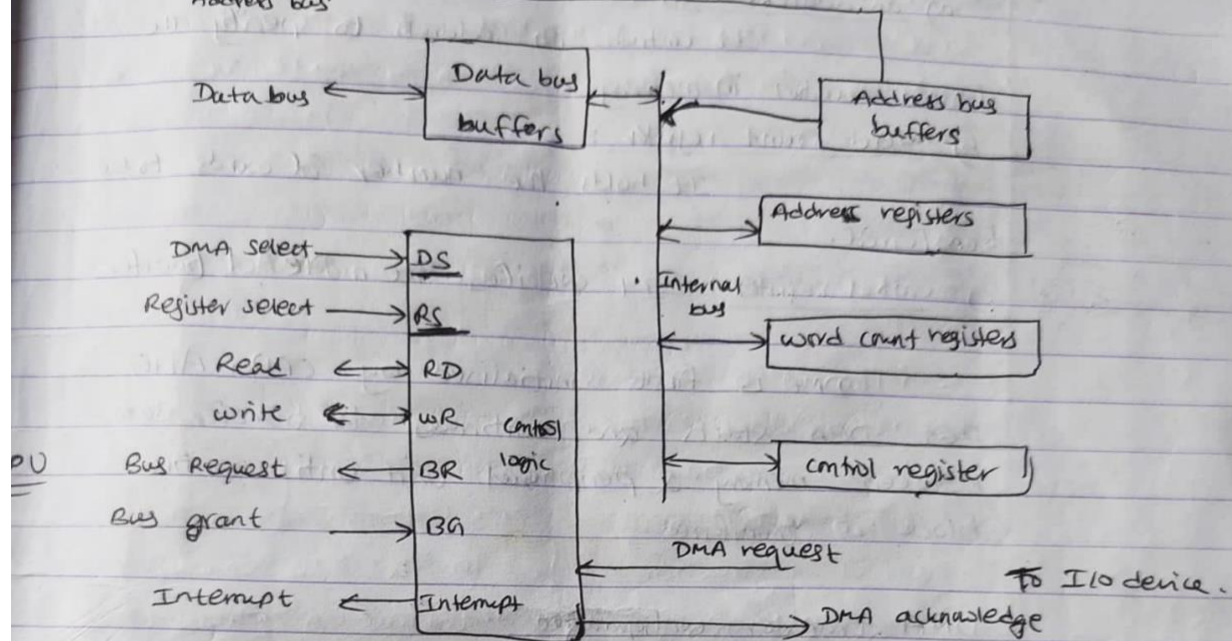 Address bus
Data bus
Data bus
buffers
Address bus
buffers
Address registers
DMA select
DS
Internal
bus
Register select
RS
word count registers
Read
RD
write
WR
control
logic
Bus Request
BR
control register
Bus grant
BG
DMA request
To I/O device.
Interrupt
Interrupt
DMA acknowledge